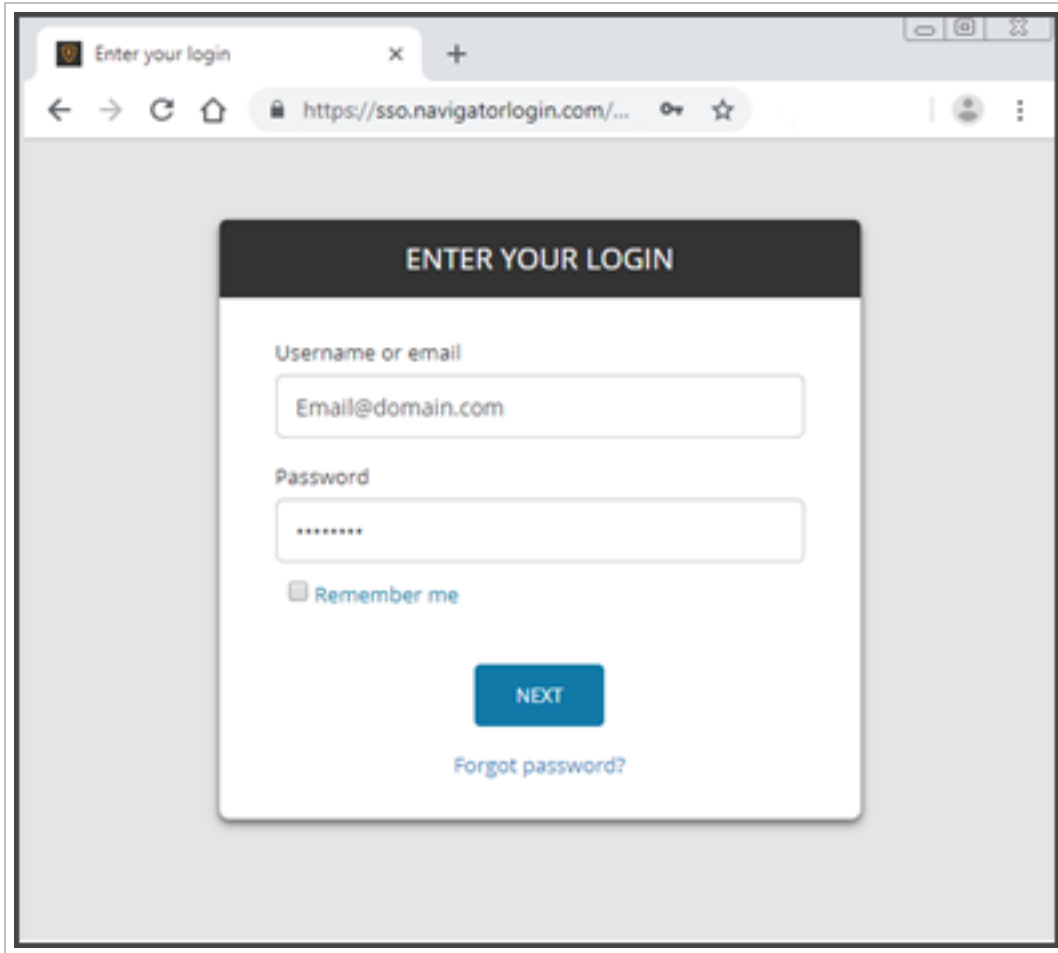 Enter your login
https://sso.navigatorlogin.com/...
ENTER YOUR LOGIN
Username or email
Email@domain.com
Password
••••••••
Remember me
NEXT
Forgot password?